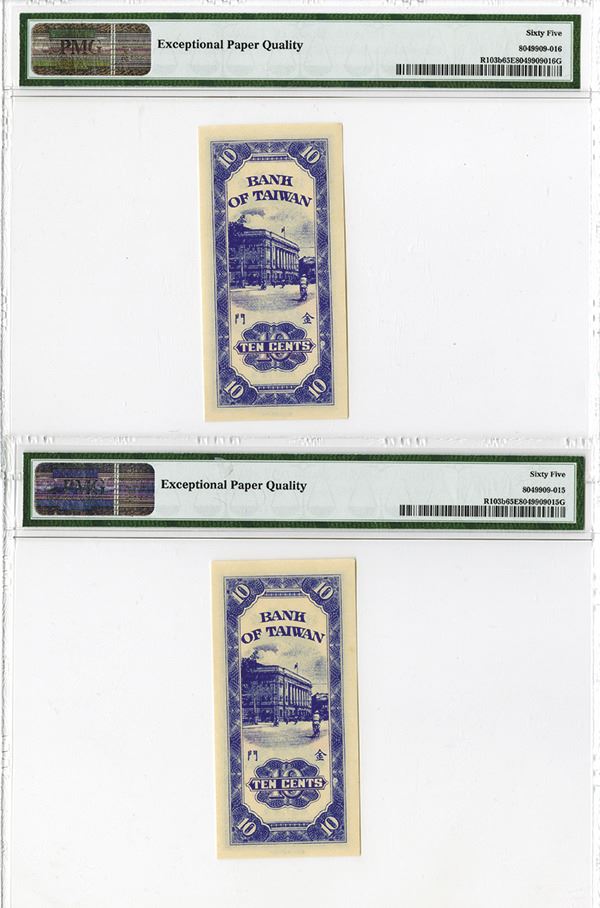 PMG
Exceptional Paper Quality
Sixty Five
8049909-016
R103b65E8049909016G
10 10
BANK
OF TAIWAN
門 金
10
TEN CENTS
10 10
PMG
Exceptional Paper Quality
Sixty Five
8049909-015
R103b65E8049909015G
10 10
BANK
OF TAIWAN
門 金
10
TEN CENTS
10 10